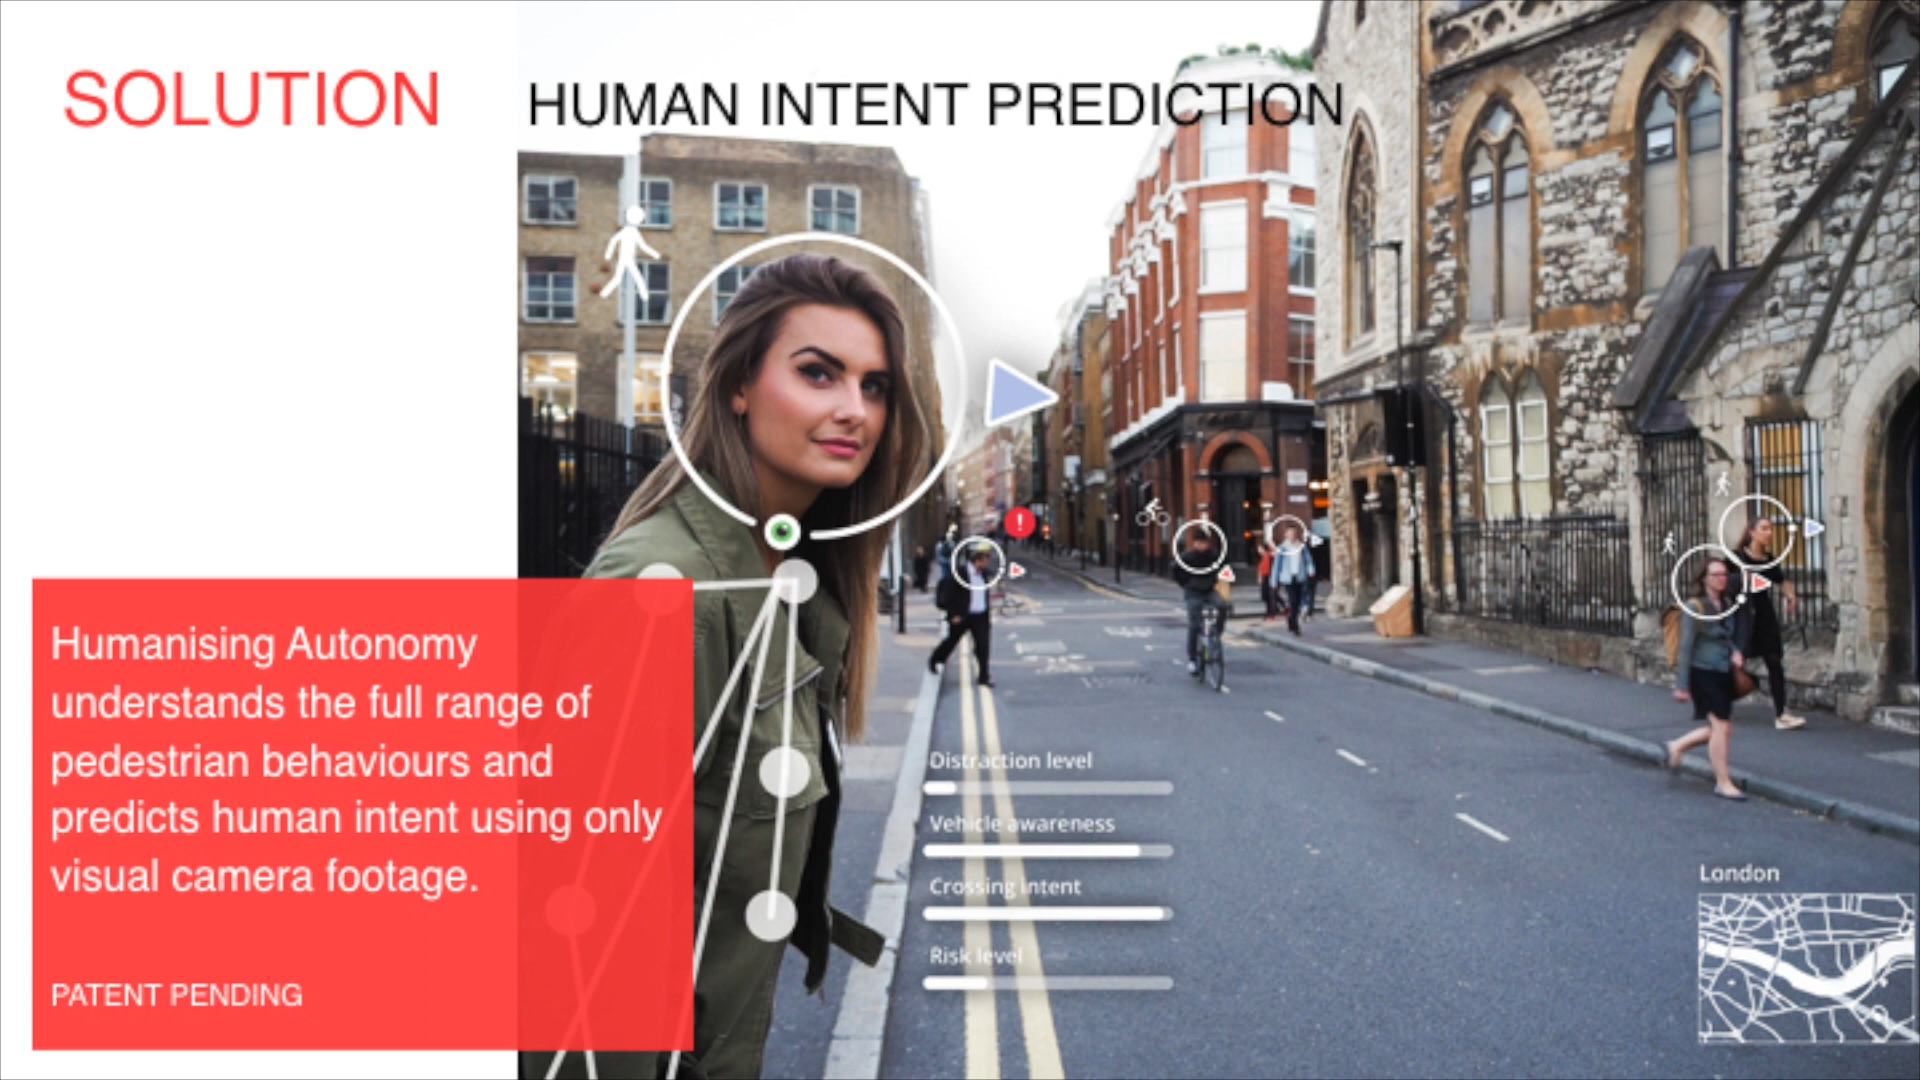 SOLUTION
HUMAN INTENT PREDICTION
Humanising Autonomy
understands the full range of
pedestrian behaviours and
predicts human intent using only
visual camera footage.
PATENT PENDING
Distraction level
Vehicle awareness
Crossing intent
Risk level
London
!